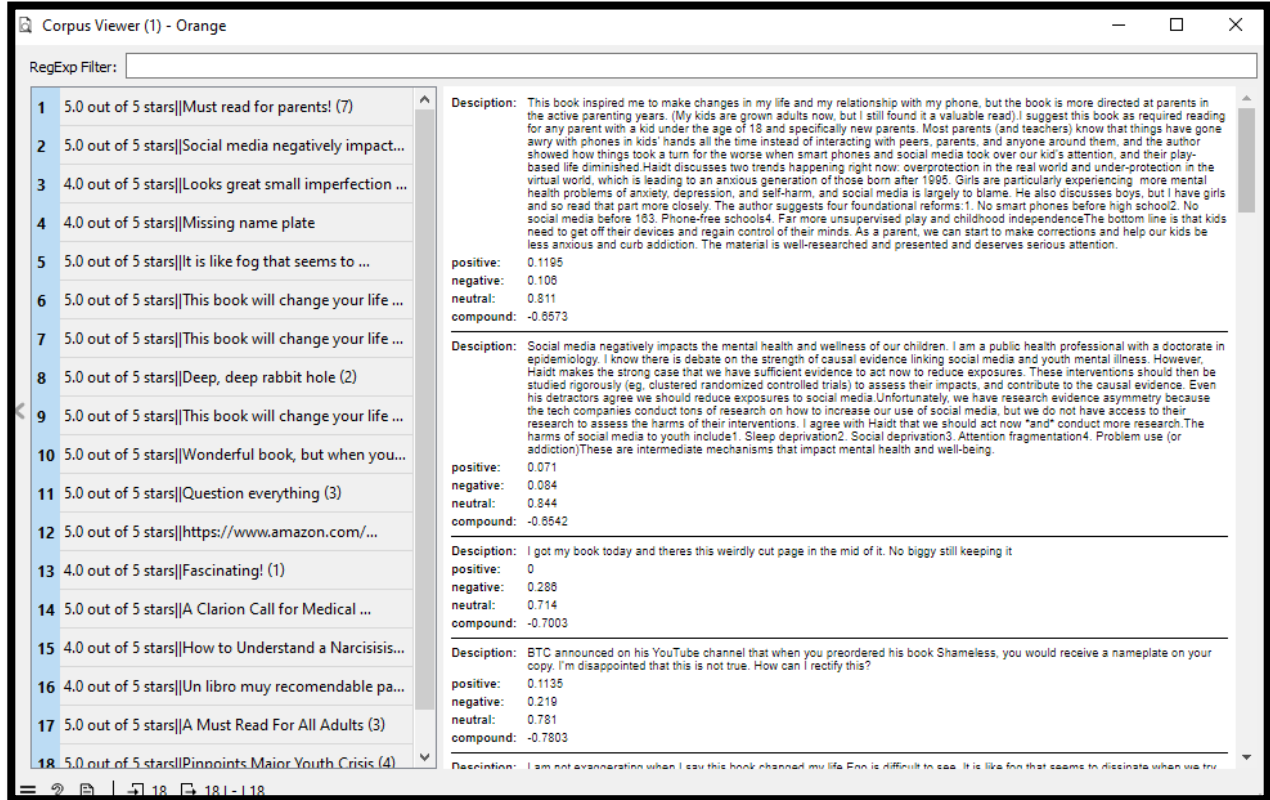 Corpus Viewer (1) - Orange
RegExp Filter:
1 5.0 out of 5 stars||Must read for parents! (7)
2 5.0 out of 5 stars||Social media negatively impact...
3 4.0 out of 5 stars||Looks great small imperfection ...
4 4.0 out of 5 stars||Missing name plate
5 5.0 out of 5 stars||It is like fog that seems to ...
6 5.0 out of 5 stars||This book will change your life ...
7 5.0 out of 5 stars||This book will change your life ...
8 5.0 out of 5 stars||Deep, deep rabbit hole (2)
9 5.0 out of 5 stars||This book will change your life ...
10 5.0 out of 5 stars||Wonderful book, but when you...
11 5.0 out of 5 stars||Question everything (3)
12 5.0 out of 5 stars||https://www.amazon.com/...
13 4.0 out of 5 stars||Fascinating! (1)
14 5.0 out of 5 stars||A Clarion Call for Medical ...
15 4.0 out of 5 stars||How to Understand a Narcisisis...
16 4.0 out of 5 stars||Un libro muy recomendable pa...
17 5.0 out of 5 stars||A Must Read For All Adults (3)
18 5.0 out of 5 stars||Pinpoints Major Youth Crisis (4)
Desciption: This book inspired me to make changes in my life and my relationship with my phone, but the book is more directed at parents in
the active parenting years. (My kids are grown adults now, but I still found it a valuable read).I suggest this book as required reading
for any parent with a kid under the age of 18 and specifically new parents. Most parents (and teachers) know that things have gone
awry with phones in kids' hands all the time instead of interacting with peers, parents, and anyone around them, and the author
showed how things took a turn for the worse when smart phones and social media took over our kid's attention, and their play-
based life diminished.Haidt discusses two trends happening right now: overprotection in the real world and under-protection in the
virtual world, which is leading to an anxious generation of those born after 1995. Girls are particularly experiencing more mental
health problems of anxiety, depression, and self-harm, and social media is largely to blame. He also discusses boys, but I have girls
and so read that part more closely. The author suggests four foundational reforms:1. No smart phones before high school2. No
social media before 163. Phone-free schools4. Far more unsupervised play and childhood independenceThe bottom line is that kids
need to get off their devices and regain control of their minds. As a parent, we can start to make corrections and help our kids be
less anxious and curb addiction. The material is well-researched and presented and deserves serious attention.
positive: 0.1195
negative: 0.106
neutral: 0.811
compound: -0.6573
Desciption: Social media negatively impacts the mental health and wellness of our children. I am a public health professional with a doctorate in
epidemiology. I know there is debate on the strength of causal evidence linking social media and youth mental illness. However,
Haidt makes the strong case that we have sufficient evidence to act now to reduce exposures. These interventions should then be
studied rigorously (eg, clustered randomized controlled trials) to assess their impacts, and contribute to the causal evidence. Even
his detractors agree we should reduce exposures to social media.Unfortunately, we have research evidence asymmetry because
the tech companies conduct tons of research on how to increase our use of social media, but we do not have access to their
research to assess the harms of their interventions. I agree with Haidt that we should act now *and* conduct more research.The
harms of social media to youth include1. Sleep deprivation2. Social deprivation3. Attention fragmentation4. Problem use (or
addiction)These are intermediate mechanisms that impact mental health and well-being.
positive: 0.071
negative: 0.084
neutral: 0.844
compound: -0.6542
Desciption: I got my book today and theres this weirdly cut page in the mid of it. No biggy still keeping it
positive: 0
negative: 0.286
neutral: 0.714
compound: -0.7003
Desciption: BTC announced on his YouTube channel that when you preordered his book Shameless, you would receive a nameplate on your
copy. I'm disappointed that this is not true. How can I rectify this?
positive: 0.1135
negative: 0.219
neutral: 0.781
compound: -0.7803
Desciption: I am not exaggerating when I say this book changed my life.Ego is difficult to see. It is like fog that seems to dissipate when we try
18 18 | - | 18